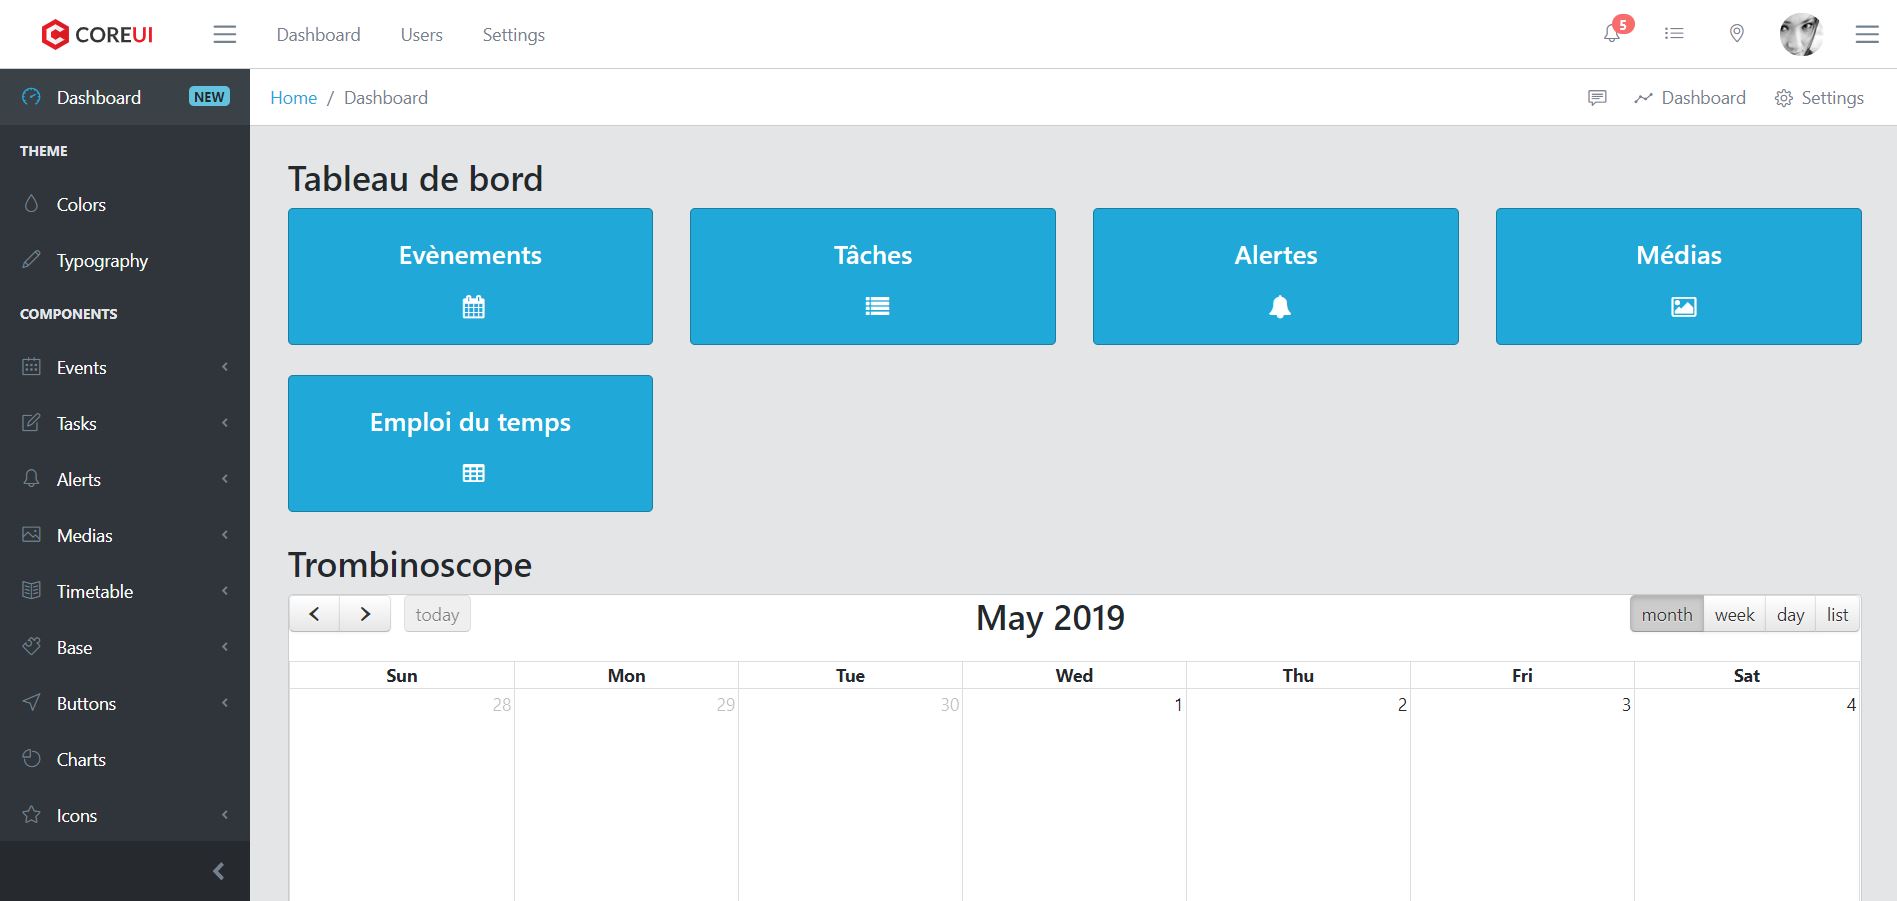 COREUI
Dashboard Users Settings
5
Dashboard NEW
Home / Dashboard
Dashboard Settings
THEME
Colors
Typography
COMPONENTS
Events
Tasks
Alerts
Medias
Timetable
Base
Buttons
Charts
Icons
Tableau de bord
Evènements
Tâches
Alertes
Médias
Emploi du temps
Trombinoscope
today
May 2019
month week day list
Sun Mon Tue Wed Thu Fri Sat
28 29 30 1 2 3 4